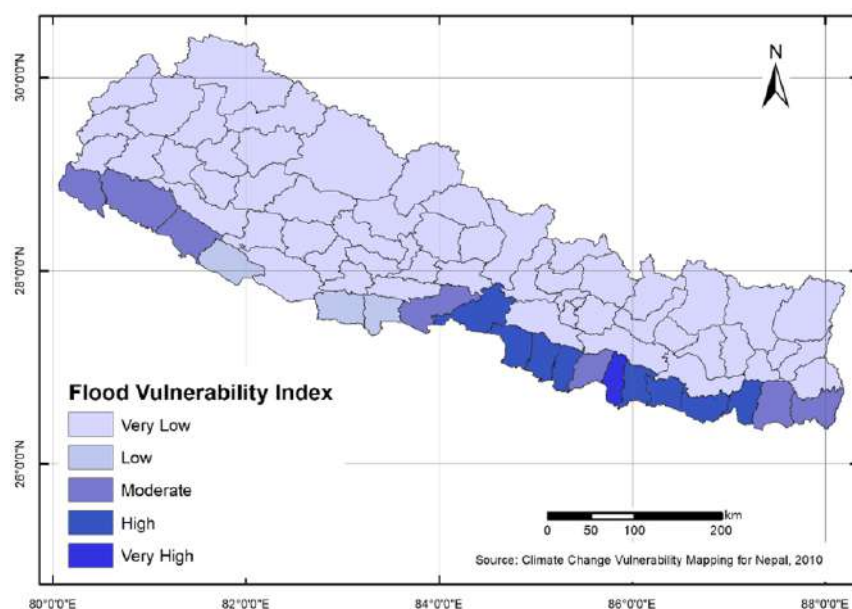 30°0'0"N
28°0'0"N
26°0'0"N
N
Flood Vulnerability Index
Very Low
Low
Moderate
High
Very High
km
0 50 100 200
Source: Climate Change Vulnerability Mapping for Nepal, 2010
80°0'0"E 82°0'0"E 84°0'0"E 86°0'0"E 88°0'0"E